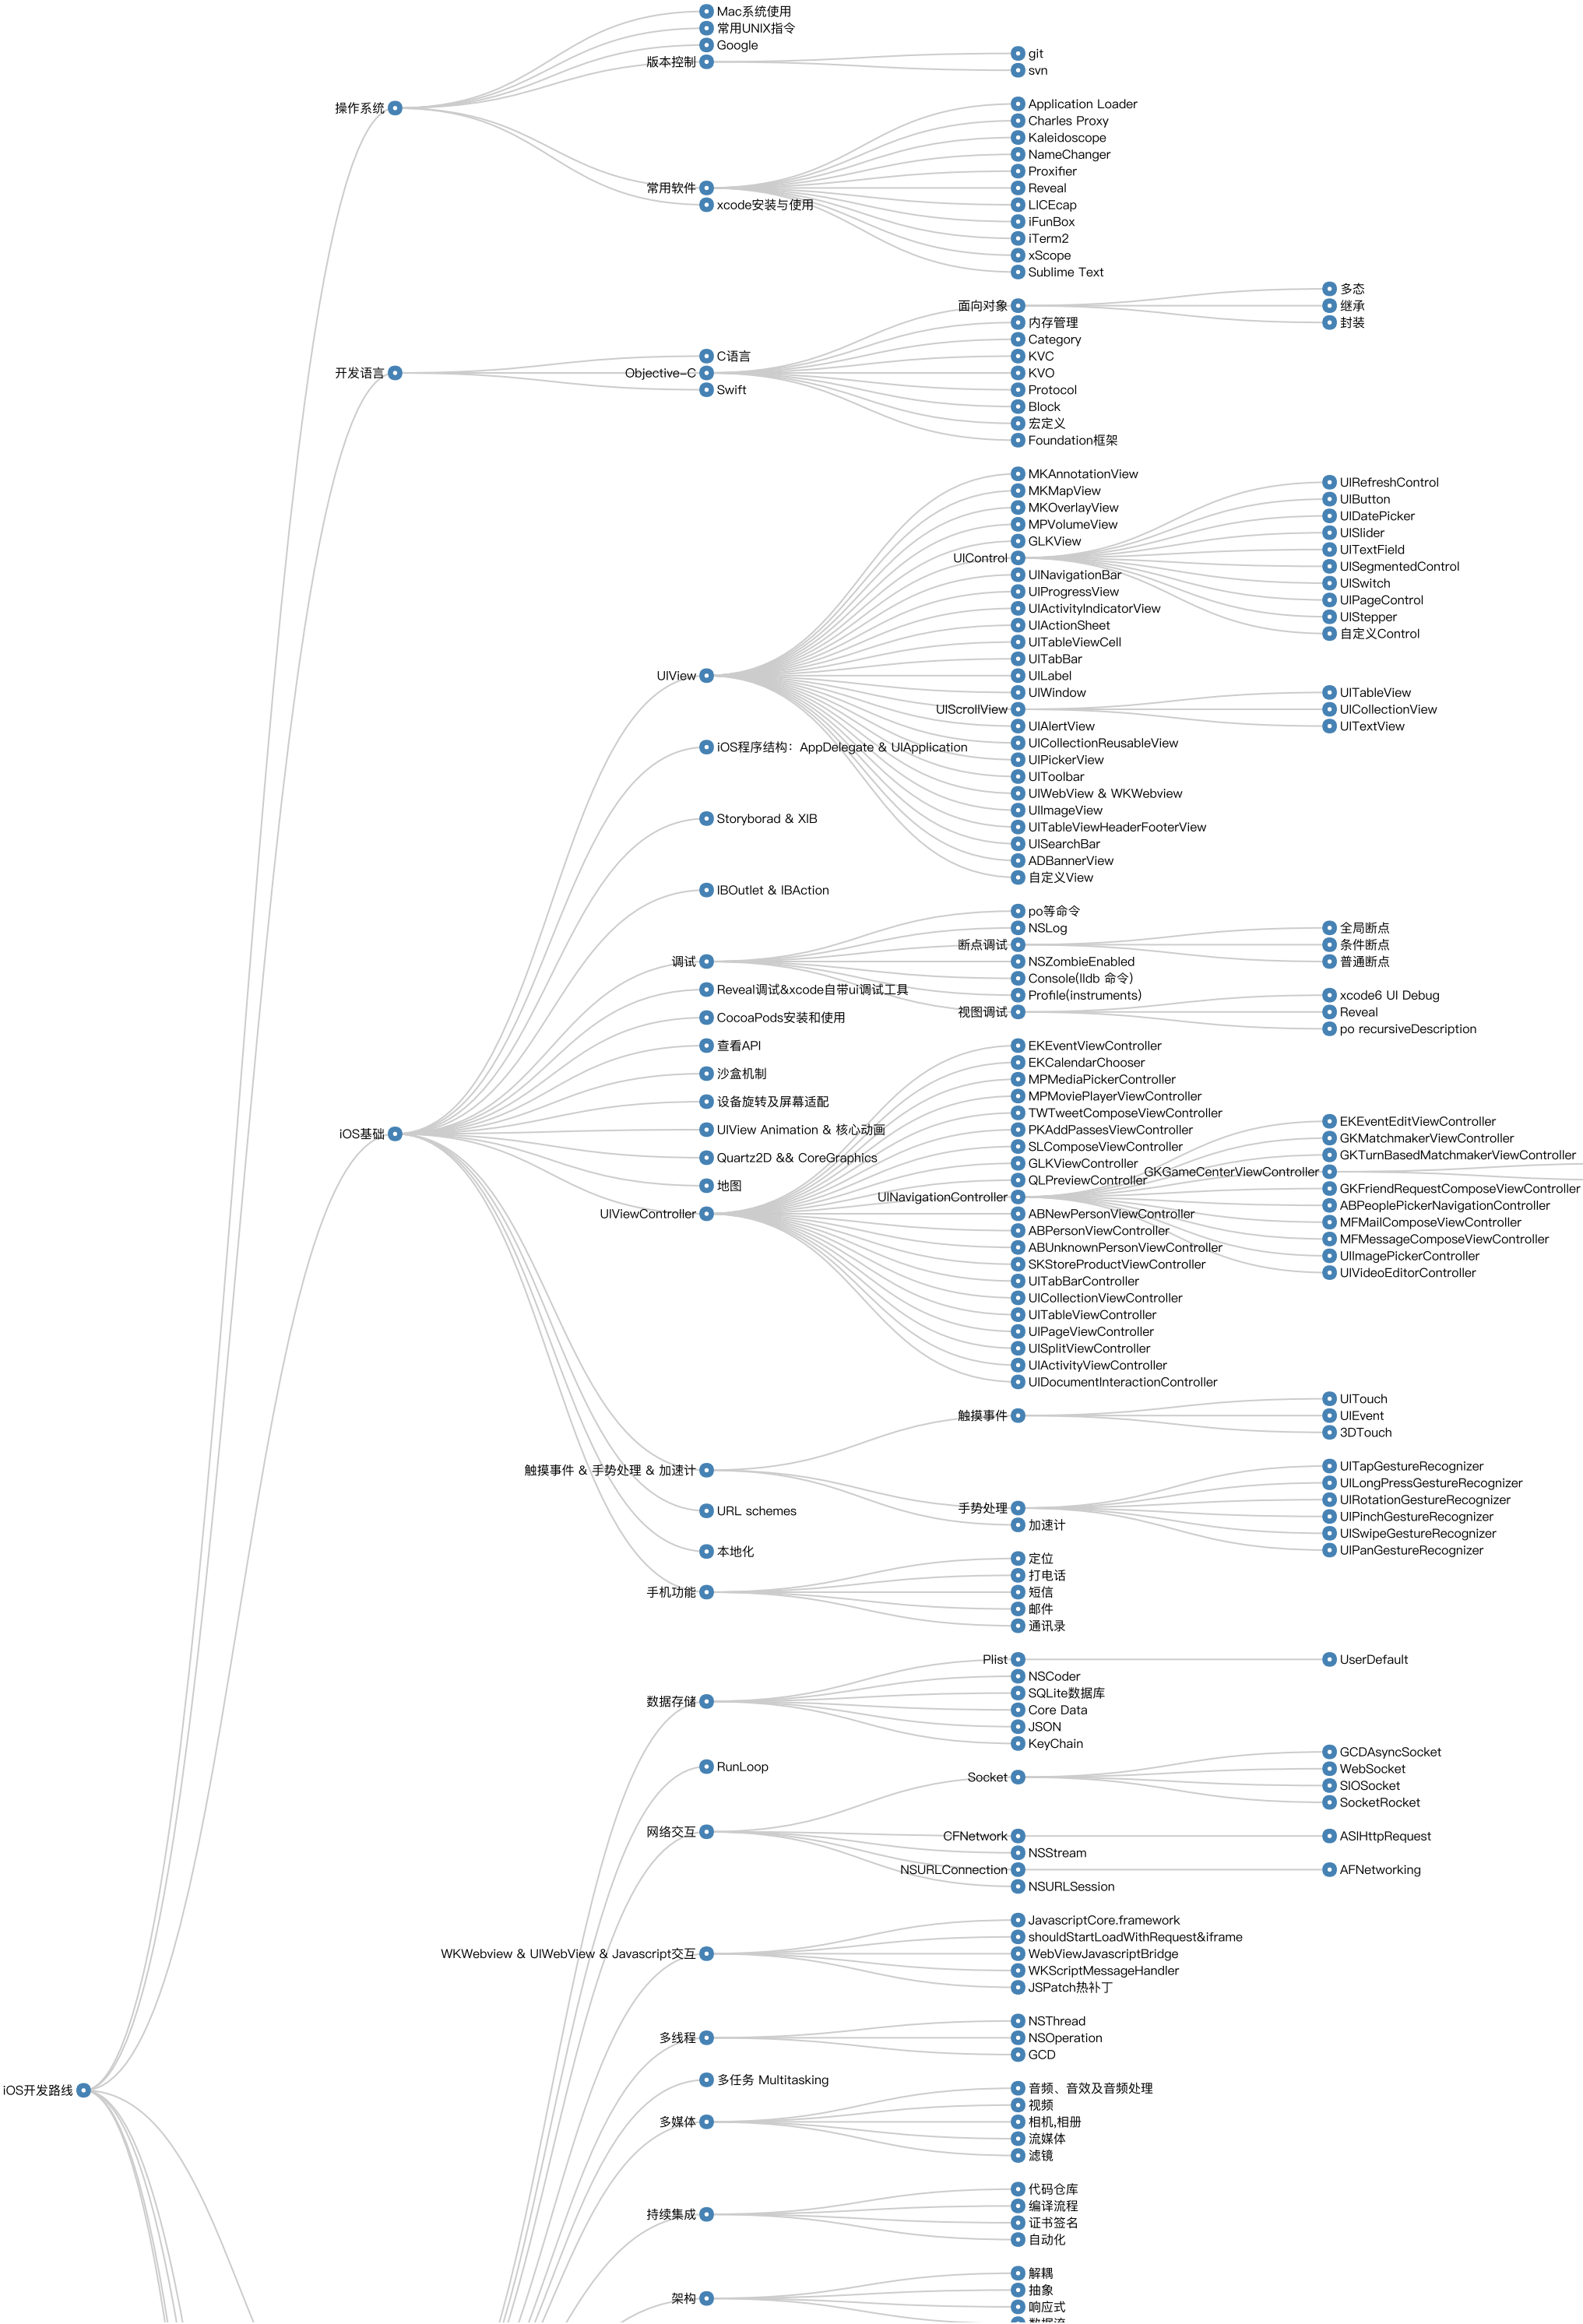 iOS开发路线
操作系统
Mac系统使用
常用UNIX指令
Google
版本控制
git
svn
常用软件
Application Loader
Charles Proxy
Kaleidoscope
NameChanger
Proxifier
Reveal
LICEcap
iFunBox
iTerm2
xScope
Sublime Text
xcode安装与使用
开发语言
C语言
Objective-C
面向对象
多态
继承
封装
内存管理
Category
KVC
KVO
Protocol
Block
宏定义
Foundation框架
Swift
iOS基础
UIView
MKAnnotationView
MKMapView
MKOverlayView
MPVolumeView
GLKView
UIControl
UIRefreshControl
UIButton
UIDatePicker
UISlider
UITextField
UISegmentedControl
UISwitch
UIPageControl
UIStepper
自定义Control
UINavigationBar
UIProgressView
UIActivityIndicatorView
UIActionSheet
UITableViewCell
UITabBar
UILabel
UIWindow
UIScrollView
UITableView
UICollectionView
UITextView
UIAlertView
UICollectionReusableView
UIPickerView
UIToolbar
UIWebView & WKWebview
UIImageView
UITableViewHeaderFooterView
UISearchBar
ADBannerView
自定义View
iOS程序结构：AppDelegate & UIApplication
Storyborad & XIB
IBOutlet & IBAction
调试
po等命令
NSLog
断点调试
全局断点
条件断点
普通断点
NSZombieEnabled
Console(lldb 命令)
Profile(instruments)
视图调试
xcode6 UI Debug
Reveal
po recursiveDescription
Reveal调试&xcode自带ui调试工具
CocoaPods安装和使用
查看API
沙盒机制
设备旋转及屏幕适配
UIView Animation & 核心动画
Quartz2D && CoreGraphics
地图
UIViewController
EKEventViewController
EKCalendarChooser
MPMediaPickerController
MPMoviePlayerViewController
TWTweetComposeViewController
PKAddPassesViewController
SLComposeViewController
GLKViewController
QLPreviewController
UINavigationController
EKEventEditViewController
GKMatchmakerViewController
GKTurnBasedMatchmakerViewController
GKGameCenterViewController
GKFriendRequestComposeViewController
ABPeoplePickerNavigationController
MFMailComposeViewController
MFMessageComposeViewController
UIImagePickerController
UIVideoEditorController
ABNewPersonViewController
ABPersonViewController
ABUnknownPersonViewController
SKStoreProductViewController
UITabBarController
UICollectionViewController
UITableViewController
UIPageViewController
UISplitViewController
UIActivityViewController
UIDocumentInteractionController
触摸事件 & 手势处理 & 加速计
触摸事件
UITouch
UIEvent
3DTouch
手势处理
UITapGestureRecognizer
UILongPressGestureRecognizer
UIRotationGestureRecognizer
UIPinchGestureRecognizer
UISwipeGestureRecognizer
UIPanGestureRecognizer
加速计
URL schemes
本地化
手机功能
定位
打电话
短信
邮件
通讯录
数据存储
Plist
UserDefault
NSCoder
SQLite数据库
Core Data
JSON
KeyChain
RunLoop
网络交互
Socket
GCDAsyncSocket
WebSocket
SIOSocket
SocketRocket
CFNetwork
ASIHttpRequest
NSStream
NSURLConnection
AFNetworking
NSURLSession
WKWebview & UIWebView & Javascript交互
JavascriptCore.framework
shouldStartLoadWithRequest&iframe
WebViewJavascriptBridge
WKScriptMessageHandler
JSPatch热补丁
多线程
NSThread
NSOperation
GCD
多任务 Multitasking
多媒体
音频、音效及音频处理
视频
相机,相册
流媒体
滤镜
持续集成
代码仓库
编译流程
证书签名
自动化
架构
解耦
抽象
响应式